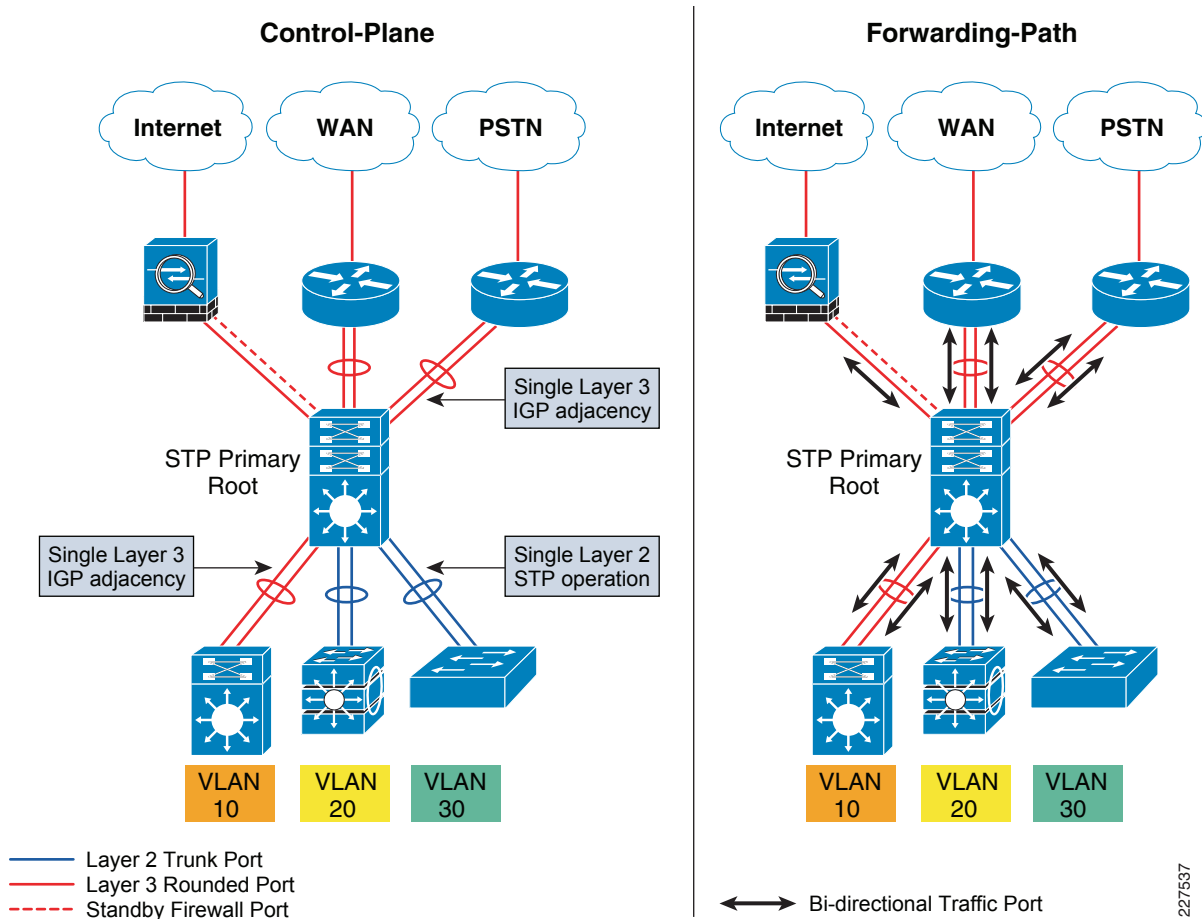 Control-Plane
Internet
WAN
PSTN
Single Layer 3
IGP adjacency
STP Primary
Root
Single Layer 3
IGP adjacency
Single Layer 2
STP operation
VLAN
10
VLAN
20
VLAN
30
Layer 2 Trunk Port
Layer 3 Rounded Port
Standby Firewall Port
Forwarding-Path
Internet
WAN
PSTN
STP Primary
Root
VLAN
10
VLAN
20
VLAN
30
Bi-directional Traffic Port
227537